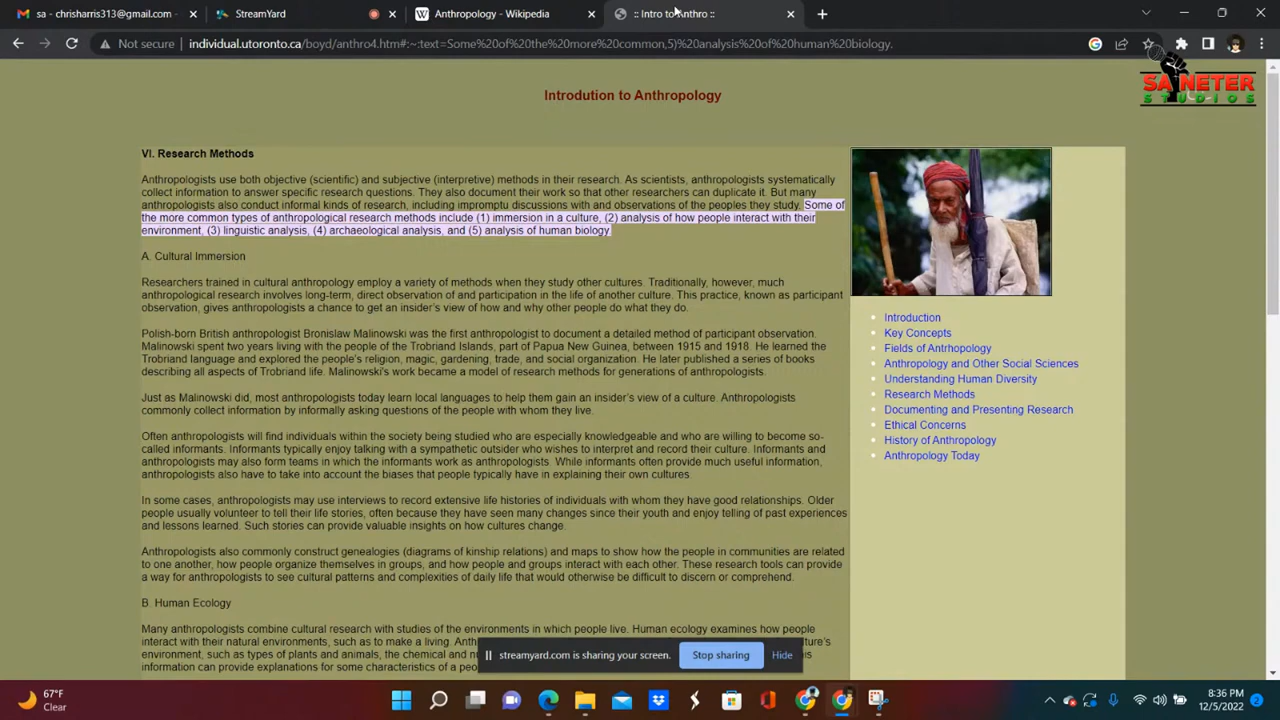 sa - chrisharris313@gmail.com -
StreamYard
Anthropology - Wikipedia
:: Intro to Anthro ::
Not secure | individual.utoronto.ca/boyd/anthro4.htm#:~:text=Some%20of%20the%20more%20common,5)%20analysis%20of%20human%20biology.
SA NETER
STUDIOS
Introdution to Anthropology
VI. Research Methods
Anthropologists use both objective (scientific) and subjective (interpretive) methods in their research. As scientists, anthropologists systematically
collect information to answer specific research questions. They also document their work so that other researchers can duplicate it. But many
anthropologists also conduct informal kinds of research, including impromptu discussions with and observations of the peoples they study. Some of
the more common types of anthropological research methods include (1) immersion in a culture, (2) analysis of how people interact with their
environment, (3) linguistic analysis, (4) archaeological analysis, and (5) analysis of human biology.
A. Cultural Immersion
Researchers trained in cultural anthropology employ a variety of methods when they study other cultures. Traditionally, however, much
anthropological research involves long-term, direct observation of and participation in the life of another culture. This practice, known as participant
observation, gives anthropologists a chance to get an insider's view of how and why other people do what they do.
Polish-born British anthropologist Bronislaw Malinowski was the first anthropologist to document a detailed method of participant observation.
Malinowski spent two years living with the people of the Trobriand Islands, part of Papua New Guinea, between 1915 and 1918. He learned the
Trobriand language and explored the people's religion, magic, gardening, trade, and social organization. He later published a series of books
describing all aspects of Trobriand life. Malinowski's work became a model of research methods for generations of anthropologists.
Just as Malinowski did, most anthropologists today learn local languages to help them gain an insider's view of a culture. Anthropologists
commonly collect information by informally asking questions of the people with whom they live.
Often anthropologists will find individuals within the society being studied who are especially knowledgeable and who are willing to become so-
called informants. Informants typically enjoy talking with a sympathetic outsider who wishes to interpret and record their culture. Informants and
anthropologists may also form teams in which the informants work as anthropologists. While informants often provide much useful information,
anthropologists also have to take into account the biases that people typically have in explaining their own cultures.
In some cases, anthropologists may use interviews to record extensive life histories of individuals with whom they have good relationships. Older
people usually volunteer to tell their life stories, often because they have seen many changes since their youth and enjoy telling of past experiences
and lessons learned. Such stories can provide valuable insights on how cultures change.
Anthropologists also commonly construct genealogies (diagrams of kinship relations) and maps to show how the people in communities are related
to one another, how people organize themselves in groups, and how people and groups interact with each other. These research tools can provide
a way for anthropologists to see cultural patterns and complexities of daily life that would otherwise be difficult to discern or comprehend.
B. Human Ecology
Many anthropologists combine cultural research with studies of the environments in which people live. Human ecology examines how people
interact with their natural environments, such as to make a living. Anth
environment, such as types of plants and animals, the chemical and nu
information can provide explanations for some characteristics of a peo
Introduction
Key Concepts
Fields of Antrhopology
Anthropology and Other Social Sciences
Understanding Human Diversity
Research Methods
Documenting and Presenting Research
Ethical Concerns
History of Anthropology
Anthropology Today
streamyard.com is sharing your screen.
Stop sharing
Hide
67°F
Clear
8:36 PM
12/5/2022